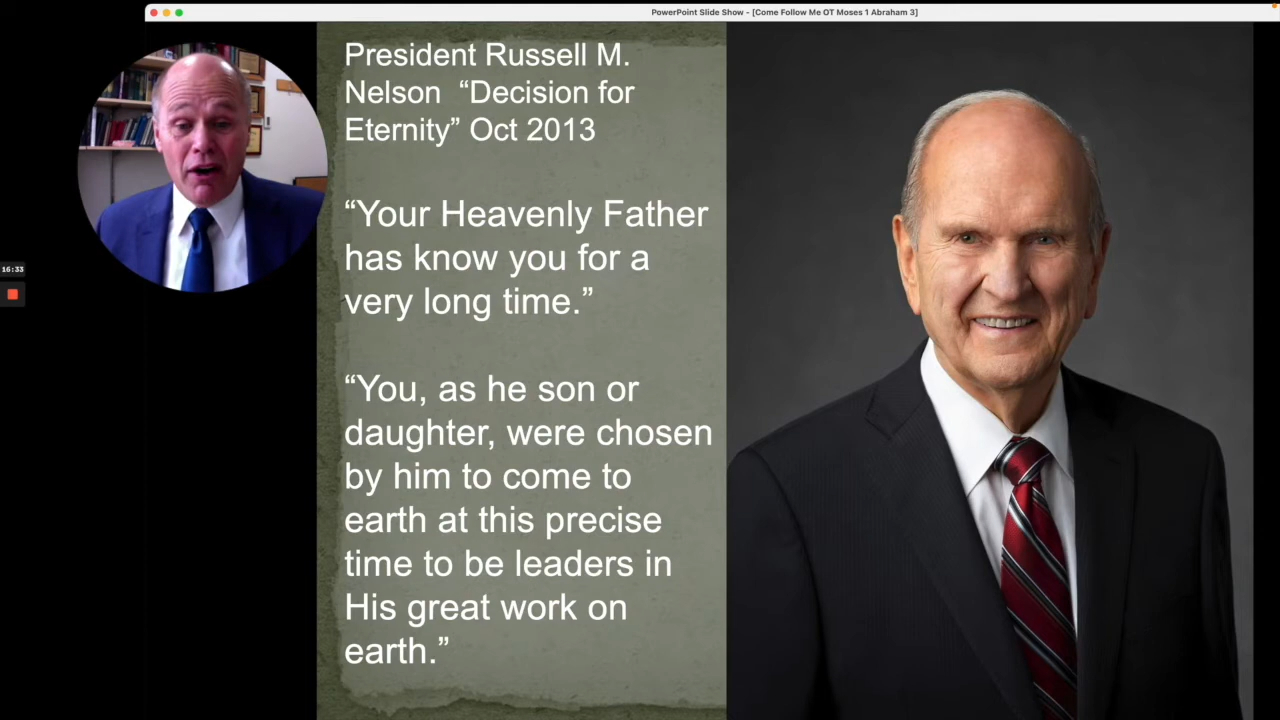 PowerPoint Slide Show - [Come Follow Me OT Moses 1 Abraham 3]
President Russell M.
Nelson “Decision for
Eternity” Oct 2013
“Your Heavenly Father
has know you for a
very long time.”
“You, as he son or
daughter, were chosen
by him to come to
earth at this precise
time to be leaders in
His great work on
earth.”
16:33